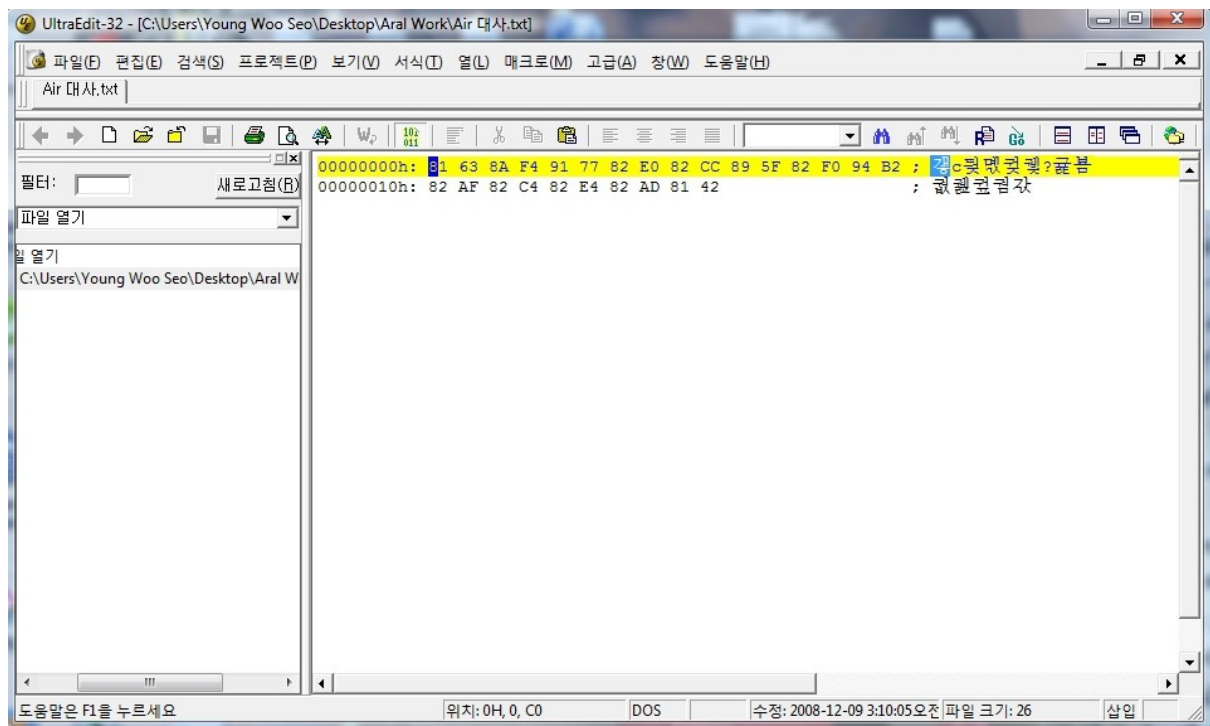 UltraEdit-32 - [C:\Users\Young Woo Seo\Desktop\Aral Work\Air 대사.txt]
파일(F) 편집(E) 검색(S) 프로젝트(P) 보기(V) 서식(T) 열(L) 매크로(M) 고급(A) 창(W) 도움말(H)
Air 대사.txt
필터: 새로고침(R)
파일 열기
일 열기
C:\Users\Young Woo Seo\Desktop\Aral W
00000000h: 81 63 8A F4 91 77 82 E0 82 CC 89 5F 82 F0 94 B2 ;
00000010h: 82 AF 82 C4 82 E4 82 AD 81 42 ;
도움말은 F1을 누르세요 위치: 0H, 0, C0 DOS 수정: 2008-12-09 3:10:05오전 파일 크기: 26 삽입